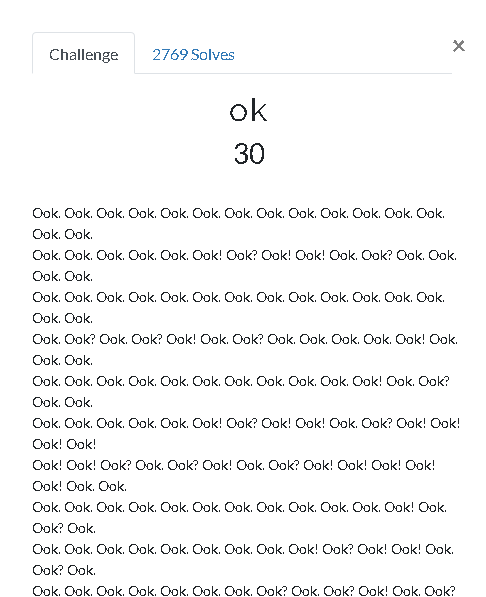 Challenge
2769 Solves
×
ok
30
Ook. Ook. Ook. Ook. Ook. Ook. Ook. Ook. Ook. Ook. Ook. Ook. Ook.
Ook. Ook.
Ook. Ook. Ook. Ook. Ook. Ook! Ook? Ook! Ook! Ook. Ook? Ook. Ook.
Ook. Ook.
Ook. Ook. Ook. Ook. Ook. Ook. Ook. Ook. Ook. Ook. Ook. Ook. Ook.
Ook. Ook.
Ook. Ook? Ook. Ook? Ook! Ook. Ook? Ook. Ook. Ook. Ook. Ook! Ook.
Ook. Ook.
Ook. Ook. Ook. Ook. Ook. Ook. Ook. Ook. Ook. Ook. Ook! Ook. Ook?
Ook. Ook.
Ook. Ook. Ook. Ook. Ook. Ook! Ook? Ook! Ook! Ook. Ook? Ook! Ook!
Ook! Ook!
Ook! Ook! Ook? Ook. Ook? Ook! Ook. Ook? Ook! Ook! Ook! Ook!
Ook! Ook. Ook.
Ook. Ook. Ook. Ook. Ook. Ook. Ook. Ook. Ook. Ook. Ook. Ook! Ook.
Ook? Ook.
Ook. Ook. Ook. Ook. Ook. Ook. Ook. Ook. Ook! Ook? Ook! Ook! Ook.
Ook? Ook.
Ook. Ook. Ook. Ook. Ook. Ook. Ook. Ook? Ook. Ook? Ook! Ook. Ook?